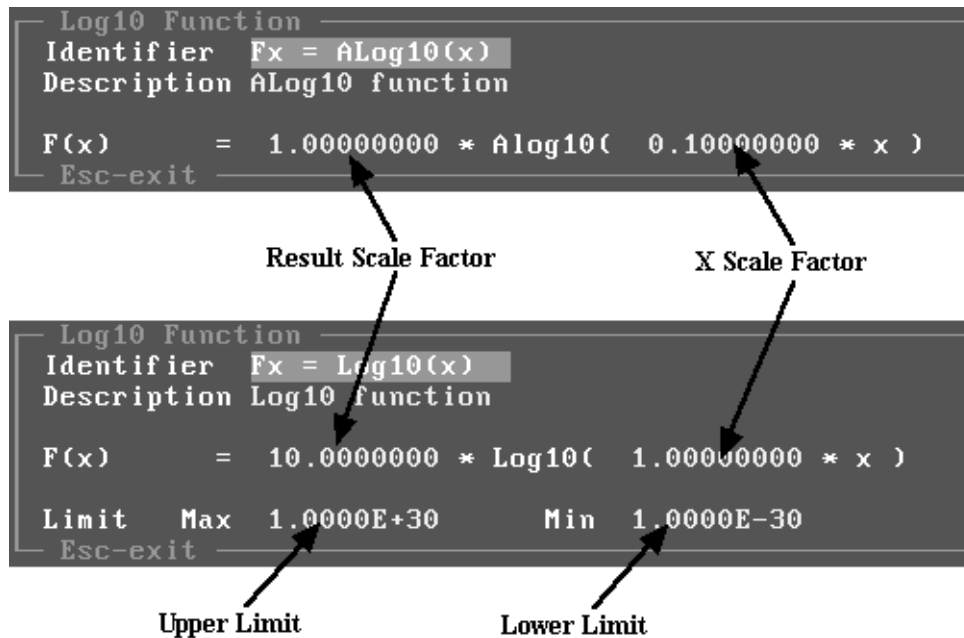 Log10 Function
Identifier Fx = ALog10(x)
Description ALog10 function
F(x) = 1.00000000 * Alog10( 0.10000000 * x )
Esc-exit
Result Scale Factor X Scale Factor
Log10 Function
Identifier Fx = Log10(x)
Description Log10 function
F(x) = 10.0000000 * Log10( 1.00000000 * x )
Limit Max 1.0000E+30 Min 1.0000E-30
Esc-exit
Upper Limit Lower Limit